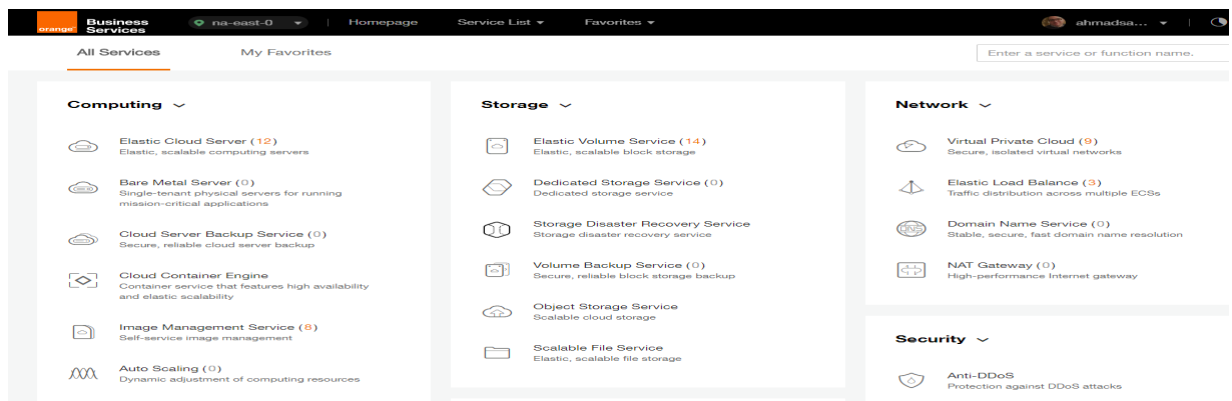 orange
Business
Services
na-east-0
Homepage
Service List
Favorites
ahmadsa...
All Services
My Favorites
Enter a service or function name.
Computing
Elastic Cloud Server (12)
Elastic, scalable computing servers
Bare Metal Server (0)
Single-tenant physical servers for running
mission-critical applications
Cloud Server Backup Service (0)
Secure, reliable cloud server backup
Cloud Container Engine
Container service that features high availability
and elastic scalability
Image Management Service (8)
Self-service image management
Auto Scaling (0)
Dynamic adjustment of computing resources
Storage
Elastic Volume Service (14)
Elastic, scalable block storage
Dedicated Storage Service (0)
Dedicated storage service
Storage Disaster Recovery Service
Storage disaster recovery service
Volume Backup Service (0)
Secure, reliable block storage backup
Object Storage Service
Scalable cloud storage
Scalable File Service
Elastic, scalable file storage
Network
Virtual Private Cloud (9)
Secure, isolated virtual networks
Elastic Load Balance (3)
Traffic distribution across multiple ECSs
DNS
Domain Name Service (0)
Stable, secure, fast domain name resolution
NAT Gateway (0)
High-performance Internet gateway
Security
Anti-DDoS
Protection against DDoS attacks